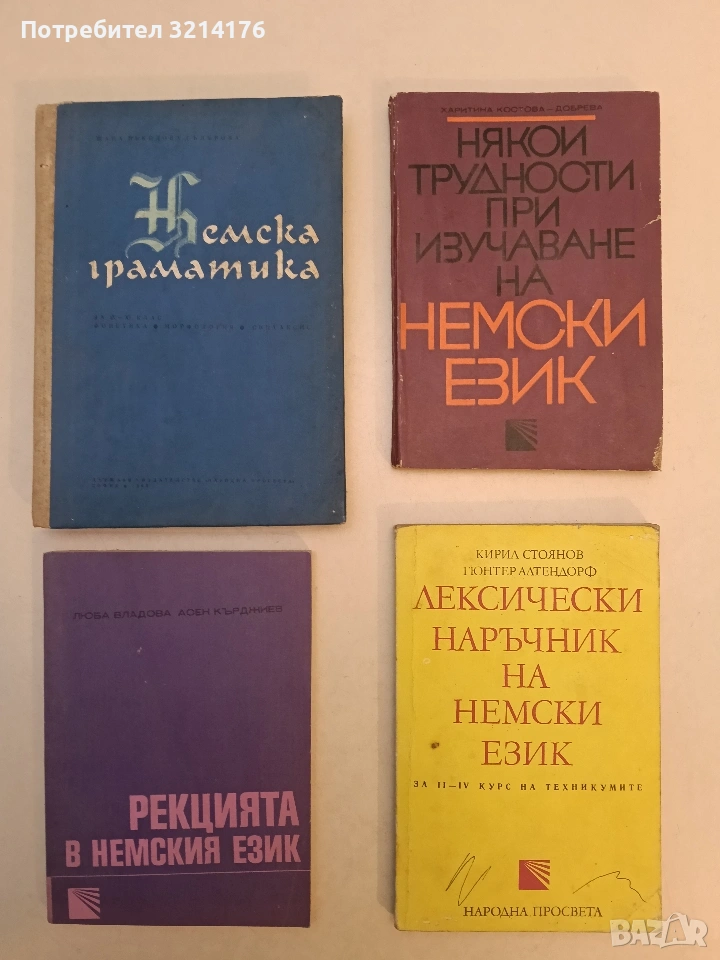 Потребител 3214176
Немска
граматика
ХАРИТИНА КОСТОВА – ДОБРЕВА
НЯКОИ
ТРУДНОСТИ
ПРИ
ИЗУЧАВАНЕ
НА
НЕМСКИ
ЕЗИК
ЛЮБА ВЛАДОВА АСЕН КЪРДЖИЕВ
РЕКЦИЯТА
В НЕМСКИЯ ЕЗИК
КИРИЛ СТОЯНОВ
ГЮНТЕР АЛТЕНДОРФ
ЛЕКСИЧЕСКИ
НАРЪЧНИК
НА
НЕМСКИ
ЕЗИК
ЗА II—IV КУРС НА ТЕХНИКУМИТЕ
НАРОДНА ПРОСВЕТА
BAZAR